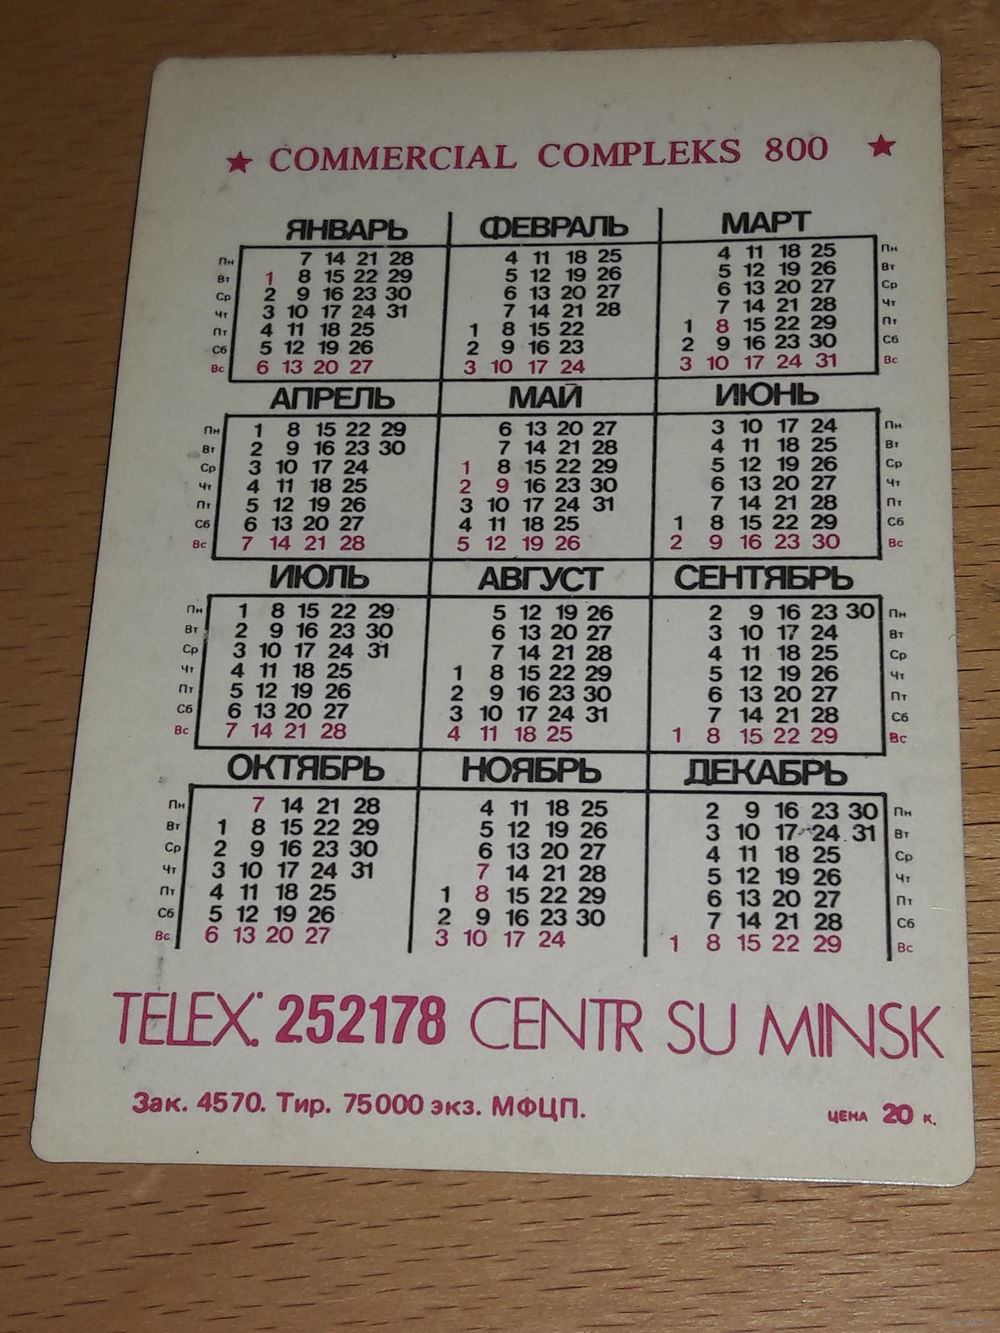 ★ COMMERCIAL COMPLEKS 800 ★
ЯНВАРЬ ФЕВРАЛЬ МАРТ
Пн 7 14 21 28 4 11 18 25 4 11 18 25 Пн
Вт 1 8 15 22 29 5 12 19 26 5 12 19 26 Вт
Ср 2 9 16 23 30 6 13 20 27 6 13 20 27 Ср
Чт 3 10 17 24 31 7 14 21 28 7 14 21 28 Чт
Пт 4 11 18 25 1 8 15 22 1 8 15 22 29 Пт
Сб 5 12 19 26 2 9 16 23 2 9 16 23 30 Сб
Вс 6 13 20 27 3 10 17 24 3 10 17 24 31 Вс
АПРЕЛЬ МАЙ ИЮНЬ
Пн 1 8 15 22 29 6 13 20 27 3 10 17 24 Пн
Вт 2 9 16 23 30 7 14 21 28 4 11 18 25 Вт
Ср 3 10 17 24 1 8 15 22 29 5 12 19 26 Ср
Чт 4 11 18 25 2 9 16 23 30 6 13 20 27 Чт
Пт 5 12 19 26 3 10 17 24 31 7 14 21 28 Пт
Сб 6 13 20 27 4 11 18 25 1 8 15 22 29 Сб
Вс 7 14 21 28 5 12 19 26 2 9 16 23 30 Вс
ИЮЛЬ АВГУСТ СЕНТЯБРЬ
Пн 1 8 15 22 29 5 12 19 26 2 9 16 23 30 Пн
Вт 2 9 16 23 30 6 13 20 27 3 10 17 24 Вт
Ср 3 10 17 24 31 7 14 21 28 4 11 18 25 Ср
Чт 4 11 18 25 1 8 15 22 29 5 12 19 26 Чт
Пт 5 12 19 26 2 9 16 23 30 6 13 20 27 Пт
Сб 6 13 20 27 3 10 17 24 31 7 14 21 28 Сб
Вс 7 14 21 28 4 11 18 25 1 8 15 22 29 Вс
ОКТЯБРЬ НОЯБРЬ ДЕКАБРЬ
Пн 7 14 21 28 4 11 18 25 2 9 16 23 30 Пн
Вт 1 8 15 22 29 5 12 19 26 3 10 17 24 31 Вт
Ср 2 9 16 23 30 6 13 20 27 4 11 18 25 Ср
Чт 3 10 17 24 31 7 14 21 28 5 12 19 26 Чт
Пт 4 11 18 25 1 8 15 22 29 6 13 20 27 Пт
Сб 5 12 19 26 2 9 16 23 30 7 14 21 28 Сб
Вс 6 13 20 27 3 10 17 24 1 8 15 22 29 Вс
TELEX: 252178 CENTR SU MINSK
Зак. 4570. Тир. 75000 экз. МФЦП.
ЦЕНА 20 к.